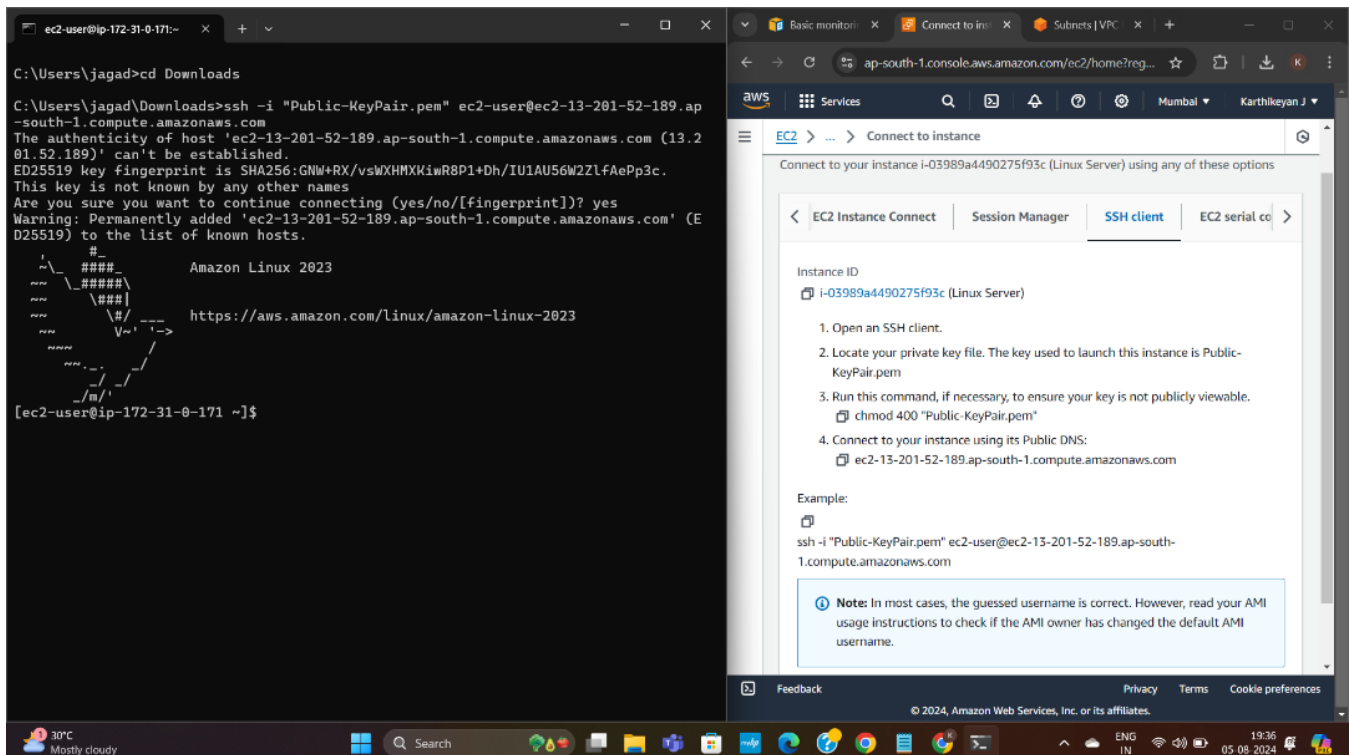 ec2-user@ip-172-31-0-171:~
C:\Users\jagad>cd Downloads
C:\Users\jagad\Downloads>ssh -i "Public-KeyPair.pem" ec2-user@ec2-13-201-52-189.ap
-south-1.compute.amazonaws.com
The authenticity of host 'ec2-13-201-52-189.ap-south-1.compute.amazonaws.com (13.2
01.52.189)' can't be established.
ED25519 key fingerprint is SHA256:GNW+RX/vsWXHMXKiwR8P1+Dh/IU1AU56W2ZlfAePp3c.
This key is not known by any other names
Are you sure you want to continue connecting (yes/no/[fingerprint])? yes
Warning: Permanently added 'ec2-13-201-52-189.ap-south-1.compute.amazonaws.com' (E
D25519) to the list of known hosts.
   ,     #_
   ~\_  ####_        Amazon Linux 2023
  ~~  \_#####\
  ~~     \###|
  ~~       \#/ ___   https://aws.amazon.com/linux/amazon-linux-2023
   ~~       V~' '->
    ~~~         /
      ~~._.   _/
         _/ _/
       _/m/'
[ec2-user@ip-172-31-0-171 ~]$
Basic monitorin
Connect to ins
Subnets | VPC
ap-south-1.console.aws.amazon.com/ec2/home?reg...
K
aws
Services
Mumbai
Karthikeyan J
EC2 > ... > Connect to instance
Connect to your instance i-03989a4490275f93c (Linux Server) using any of these options
EC2 Instance Connect
Session Manager
SSH client
EC2 serial co
Instance ID
i-03989a4490275f93c (Linux Server)
1. Open an SSH client.
2. Locate your private key file. The key used to launch this instance is Public-
KeyPair.pem
3. Run this command, if necessary, to ensure your key is not publicly viewable.
chmod 400 "Public-KeyPair.pem"
4. Connect to your instance using its Public DNS:
ec2-13-201-52-189.ap-south-1.compute.amazonaws.com
Example:
ssh -i "Public-KeyPair.pem" ec2-user@ec2-13-201-52-189.ap-south-
1.compute.amazonaws.com
Note: In most cases, the guessed username is correct. However, read your AMI
usage instructions to check if the AMI owner has changed the default AMI
username.
Feedback
Privacy
Terms
Cookie preferences
© 2024, Amazon Web Services, Inc. or its affiliates.
1
30°C
Mostly cloudy
Search
ENG
IN
19:36
05-08-2024